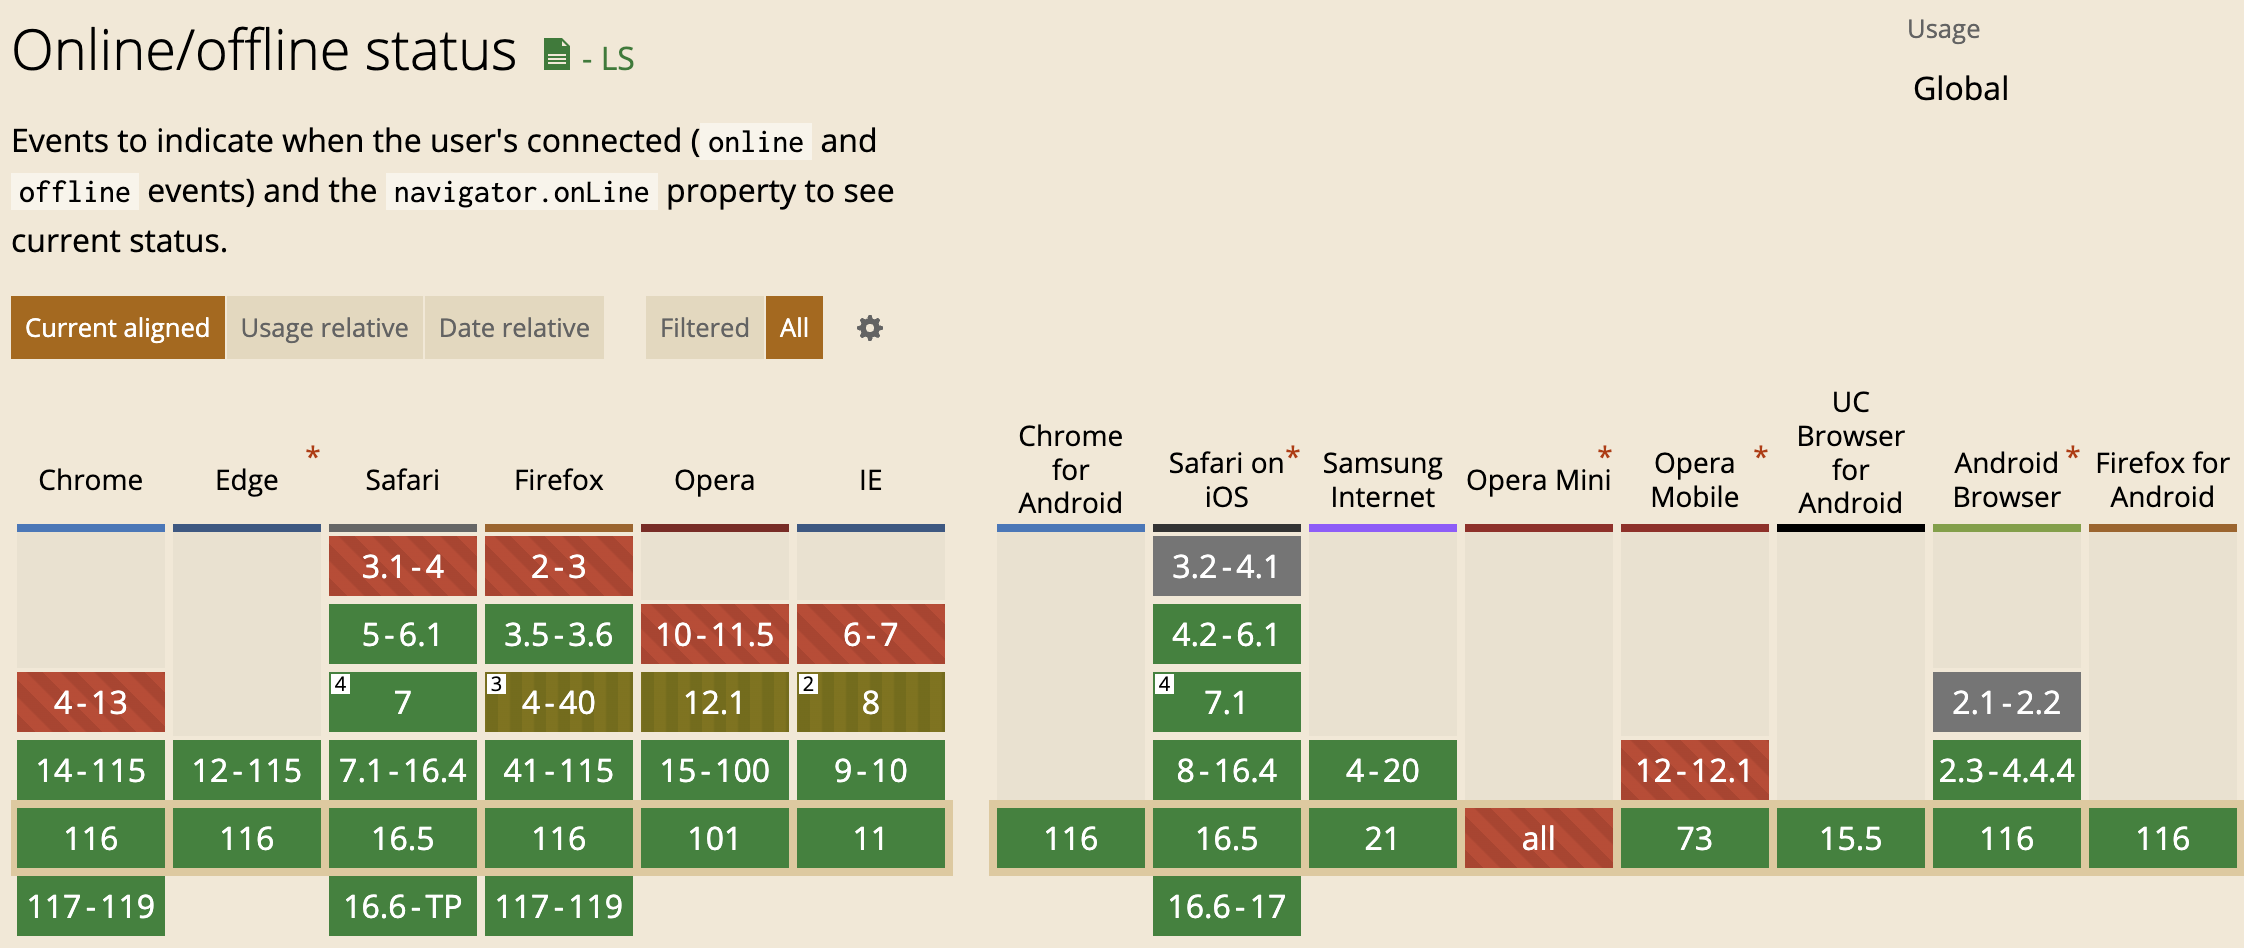 Online/offline status - LS
Usage
Global
Events to indicate when the user's connected ( online and
offline events) and the navigator.onLine property to see
current status.
Current aligned Usage relative Date relative Filtered All
Chrome Edge * Safari Firefox Opera IE Chrome for Android Safari on iOS * Samsung Internet Opera Mini * Opera Mobile * UC Browser for Android Android Browser * Firefox for Android
3.1-4 2-3 3.2-4.1
5-6.1 3.5-3.6 10-11.5 6-7 4.2-6.1
4-13 4 7 3 4-40 12.1 2 8 4 7.1 2.1-2.2
14-115 12-115 7.1-16.4 41-115 15-100 9-10 8-16.4 4-20 12-12.1 2.3-4.4.4
116 116 16.5 116 101 11 116 16.5 21 all 73 15.5 116 116
117-119 16.6-TP 117-119 16.6-17